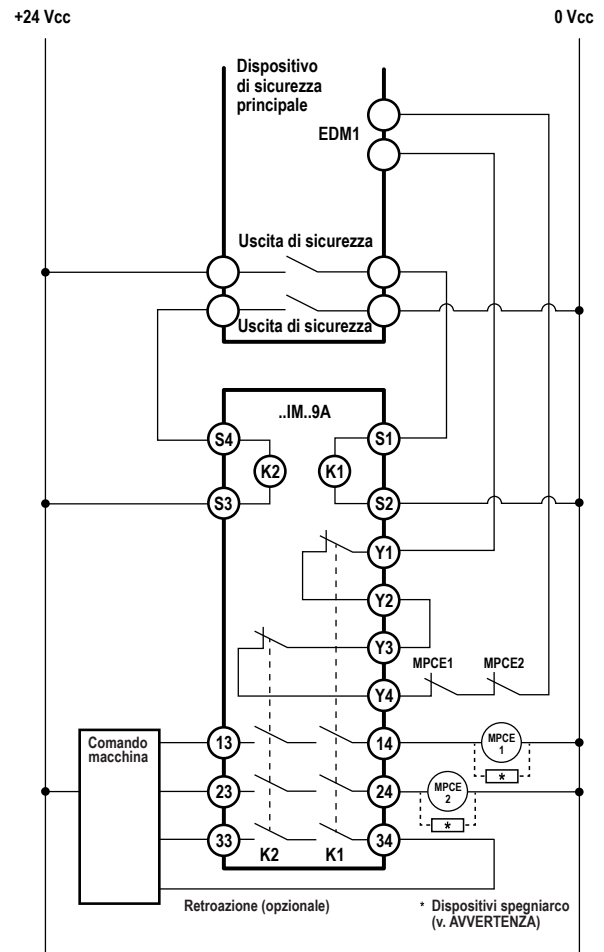 +24 Vcc
0 Vcc
Dispositivo
di sicurezza
principale
EDM1
Uscita di sicurezza
Uscita di sicurezza
..IM..9A
S4
S1
K2
K1
S3
S2
Y1
Y2
Y3
MPCE1
MPCE2
Y4
Comando
macchina
13
14
MPCE
1
*
23
24
MPCE
2
*
33
34
K2
K1
Retroazione (opzionale)
* Dispositivi spegniarco
(v. AVVERTENZA)